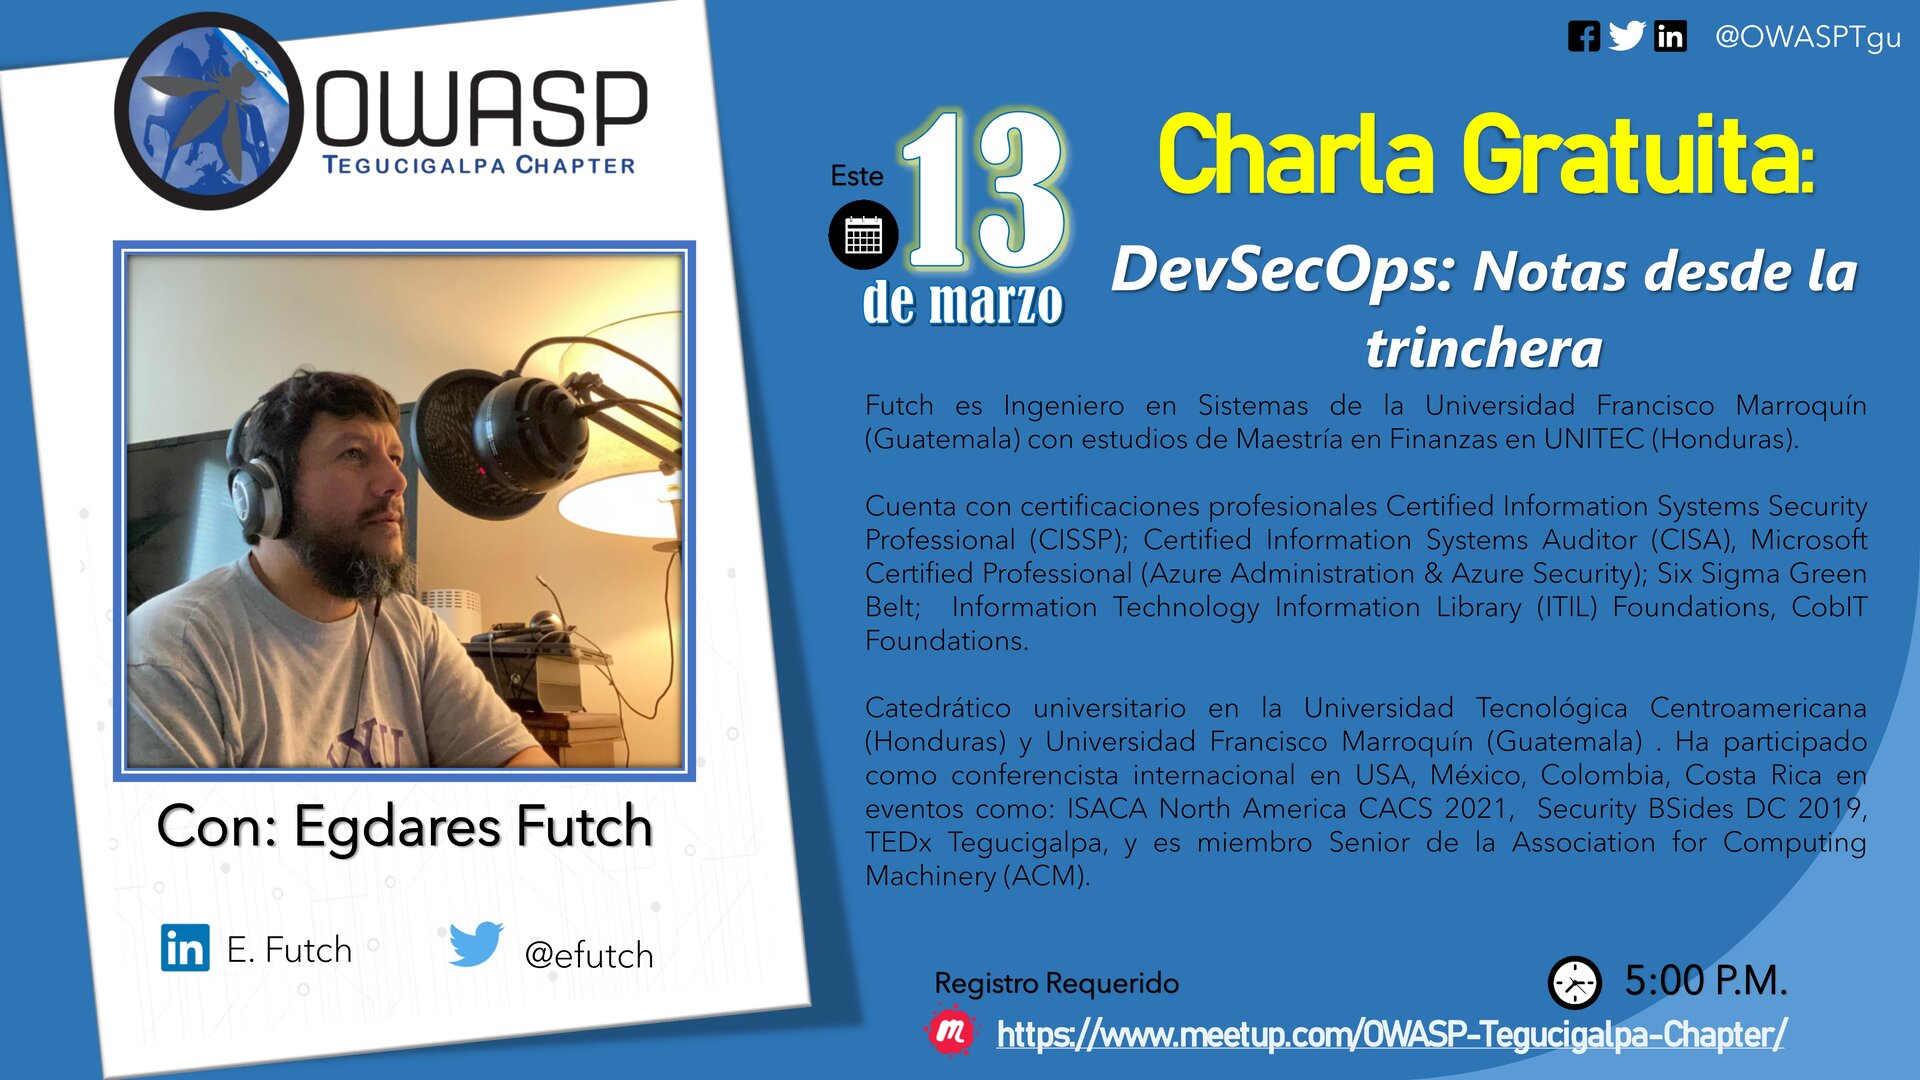 OWASP
TEGUCIGALPA CHAPTER
Con: Egdares Futch
in E. Futch
@efutch
@OWASPTgu
Este
13
de marzo
Charla Gratuita:
DevSecOps: Notas desde la
trinchera
Futch es Ingeniero en Sistemas de la Universidad Francisco Marroquín
(Guatemala) con estudios de Maestría en Finanzas en UNITEC (Honduras).
Cuenta con certificaciones profesionales Certified Information Systems Security
Professional (CISSP); Certified Information Systems Auditor (CISA), Microsoft
Certified Professional (Azure Administration & Azure Security); Six Sigma Green
Belt; Information Technology Information Library (ITIL) Foundations, CobIT
Foundations.
Catedrático universitario en la Universidad Tecnológica Centroamericana
(Honduras) y Universidad Francisco Marroquín (Guatemala) . Ha participado
como conferencista internacional en USA, México, Colombia, Costa Rica en
eventos como: ISACA North America CACS 2021, Security BSides DC 2019,
TEDx Tegucigalpa, y es miembro Senior de la Association for Computing
Machinery (ACM).
Registro Requerido
5:00 P.M.
https://www.meetup.com/OWASP-Tegucigalpa-Chapter/